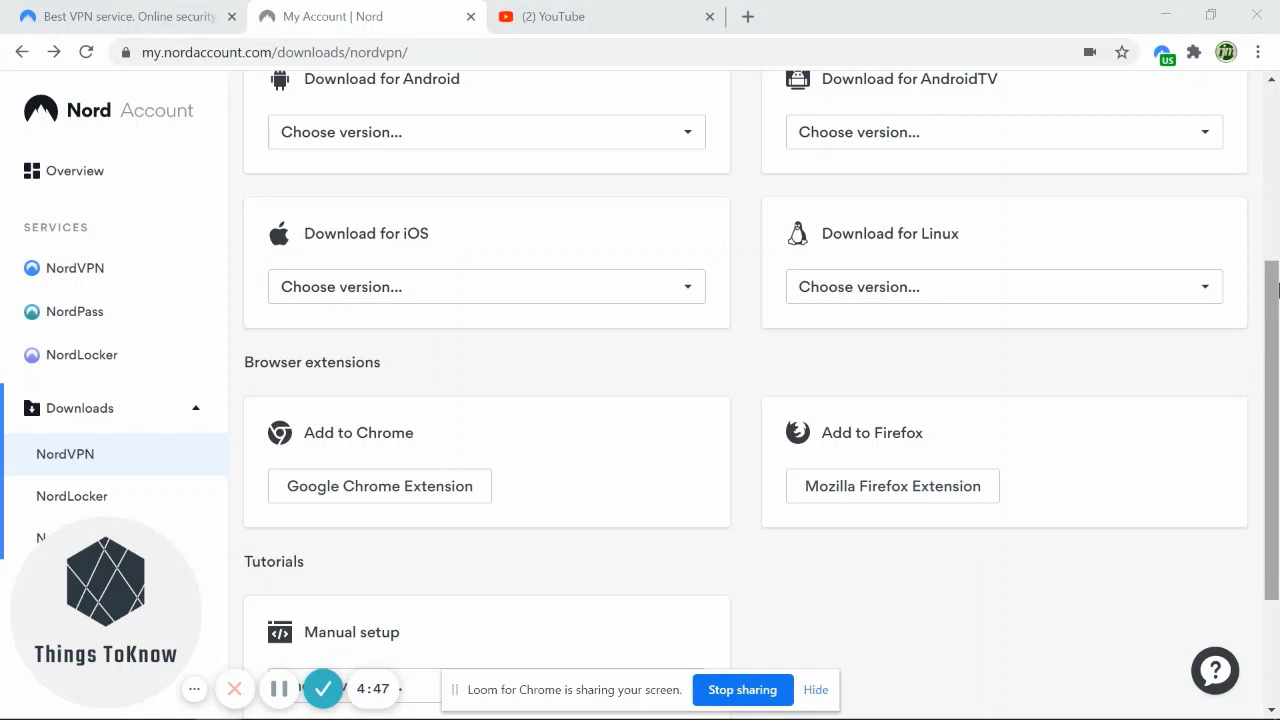 Best VPN service. Online security
My Account | Nord
(2) YouTube
my.nordaccount.com/downloads/nordvpn/
US
Nord Account
Overview
SERVICES
NordVPN
NordPass
NordLocker
Downloads
NordVPN
NordLocker
Download for Android
Choose version...
Download for AndroidTV
Choose version...
Download for iOS
Choose version...
Download for Linux
Choose version...
Browser extensions
Add to Chrome
Google Chrome Extension
Add to Firefox
Mozilla Firefox Extension
Tutorials
Manual setup
Things ToKnow
4:47
Loom for Chrome is sharing your screen.
Stop sharing
Hide